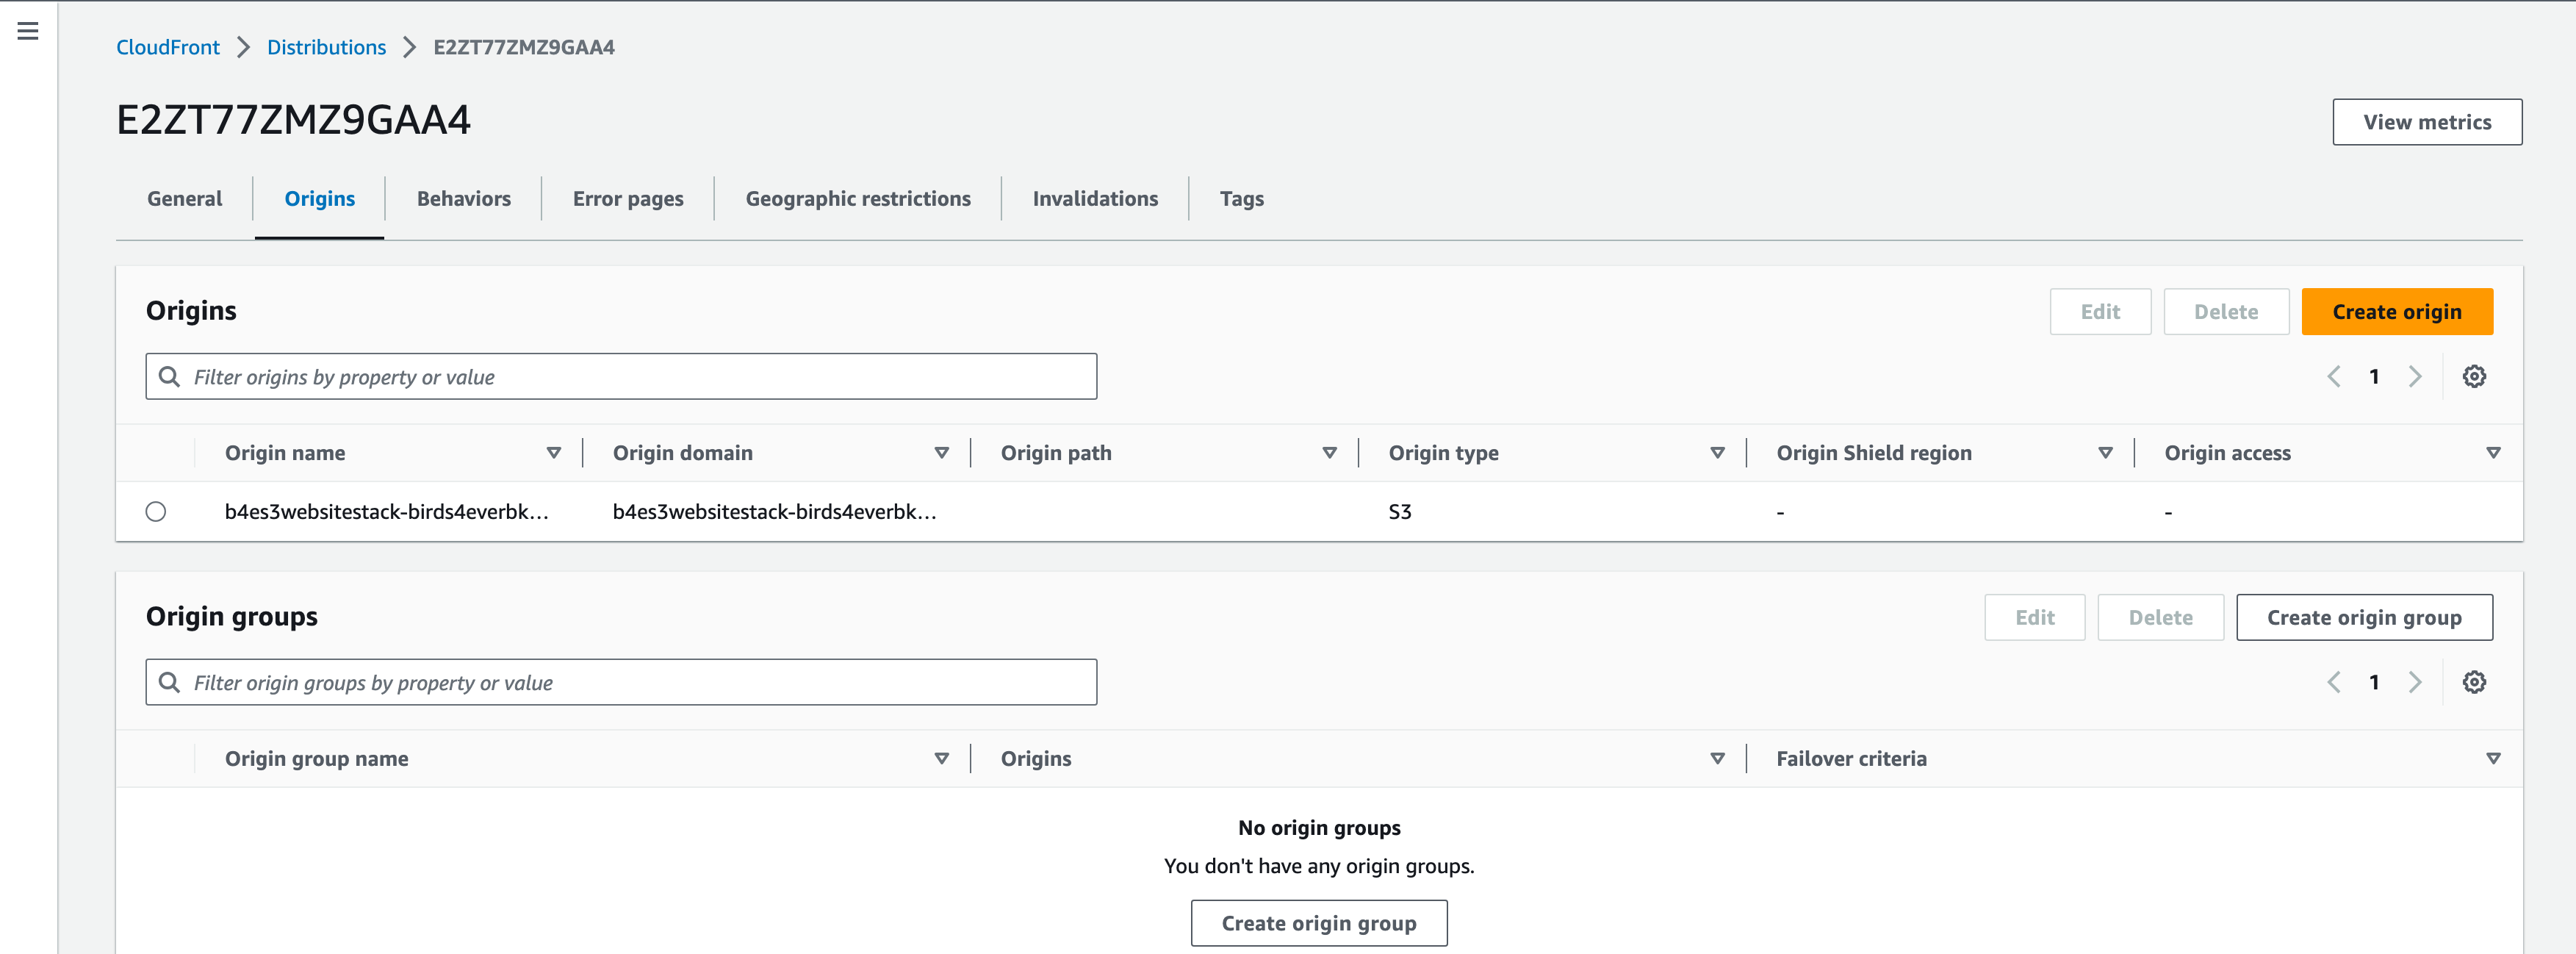 CloudFront > Distributions > E2ZT77ZMZ9GAA4
E2ZT77ZMZ9GAA4
View metrics
General Origins Behaviors Error pages Geographic restrictions Invalidations Tags
Origins
Edit Delete Create origin
Filter origins by property or value
1
Origin name Origin domain Origin path Origin type Origin Shield region Origin access
b4es3websitestack-birds4everbk... b4es3websitestack-birds4everbk... S3 - -
Origin groups
Edit Delete Create origin group
Filter origin groups by property or value
1
Origin group name Origins Failover criteria
No origin groups
You don't have any origin groups.
Create origin group